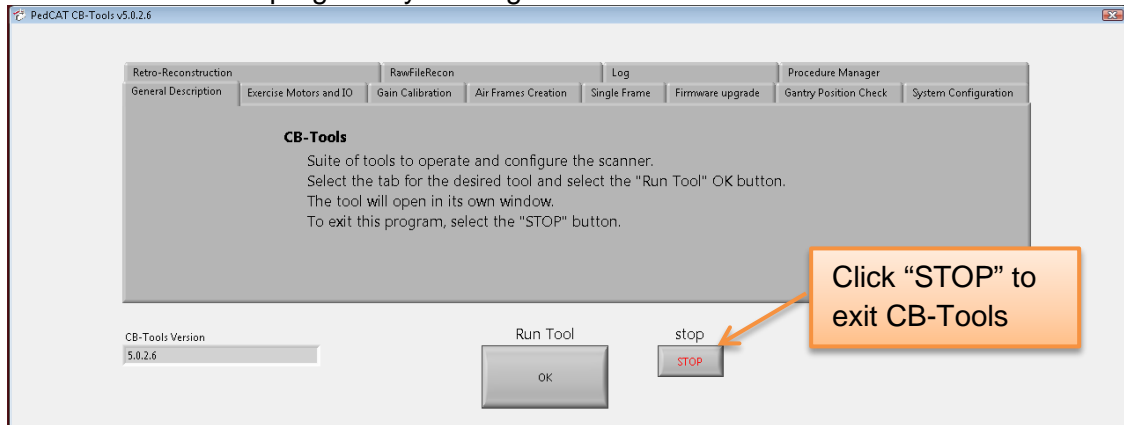 PedCAT CB-Tools v5.0.2.6
Retro-Reconstruction RawFileRecon Log Procedure Manager
General Description Exercise Motors and IO Gain Calibration Air Frames Creation Single Frame Firmware upgrade Gantry Position Check System Configuration
CB-Tools
Suite of tools to operate and configure the scanner.
Select the tab for the desired tool and select the "Run Tool" OK button.
The tool will open in its own window.
To exit this program, select the "STOP" button.
Click “STOP” to
exit CB-Tools
CB-Tools Version
5.0.2.6
Run Tool
OK
stop
STOP